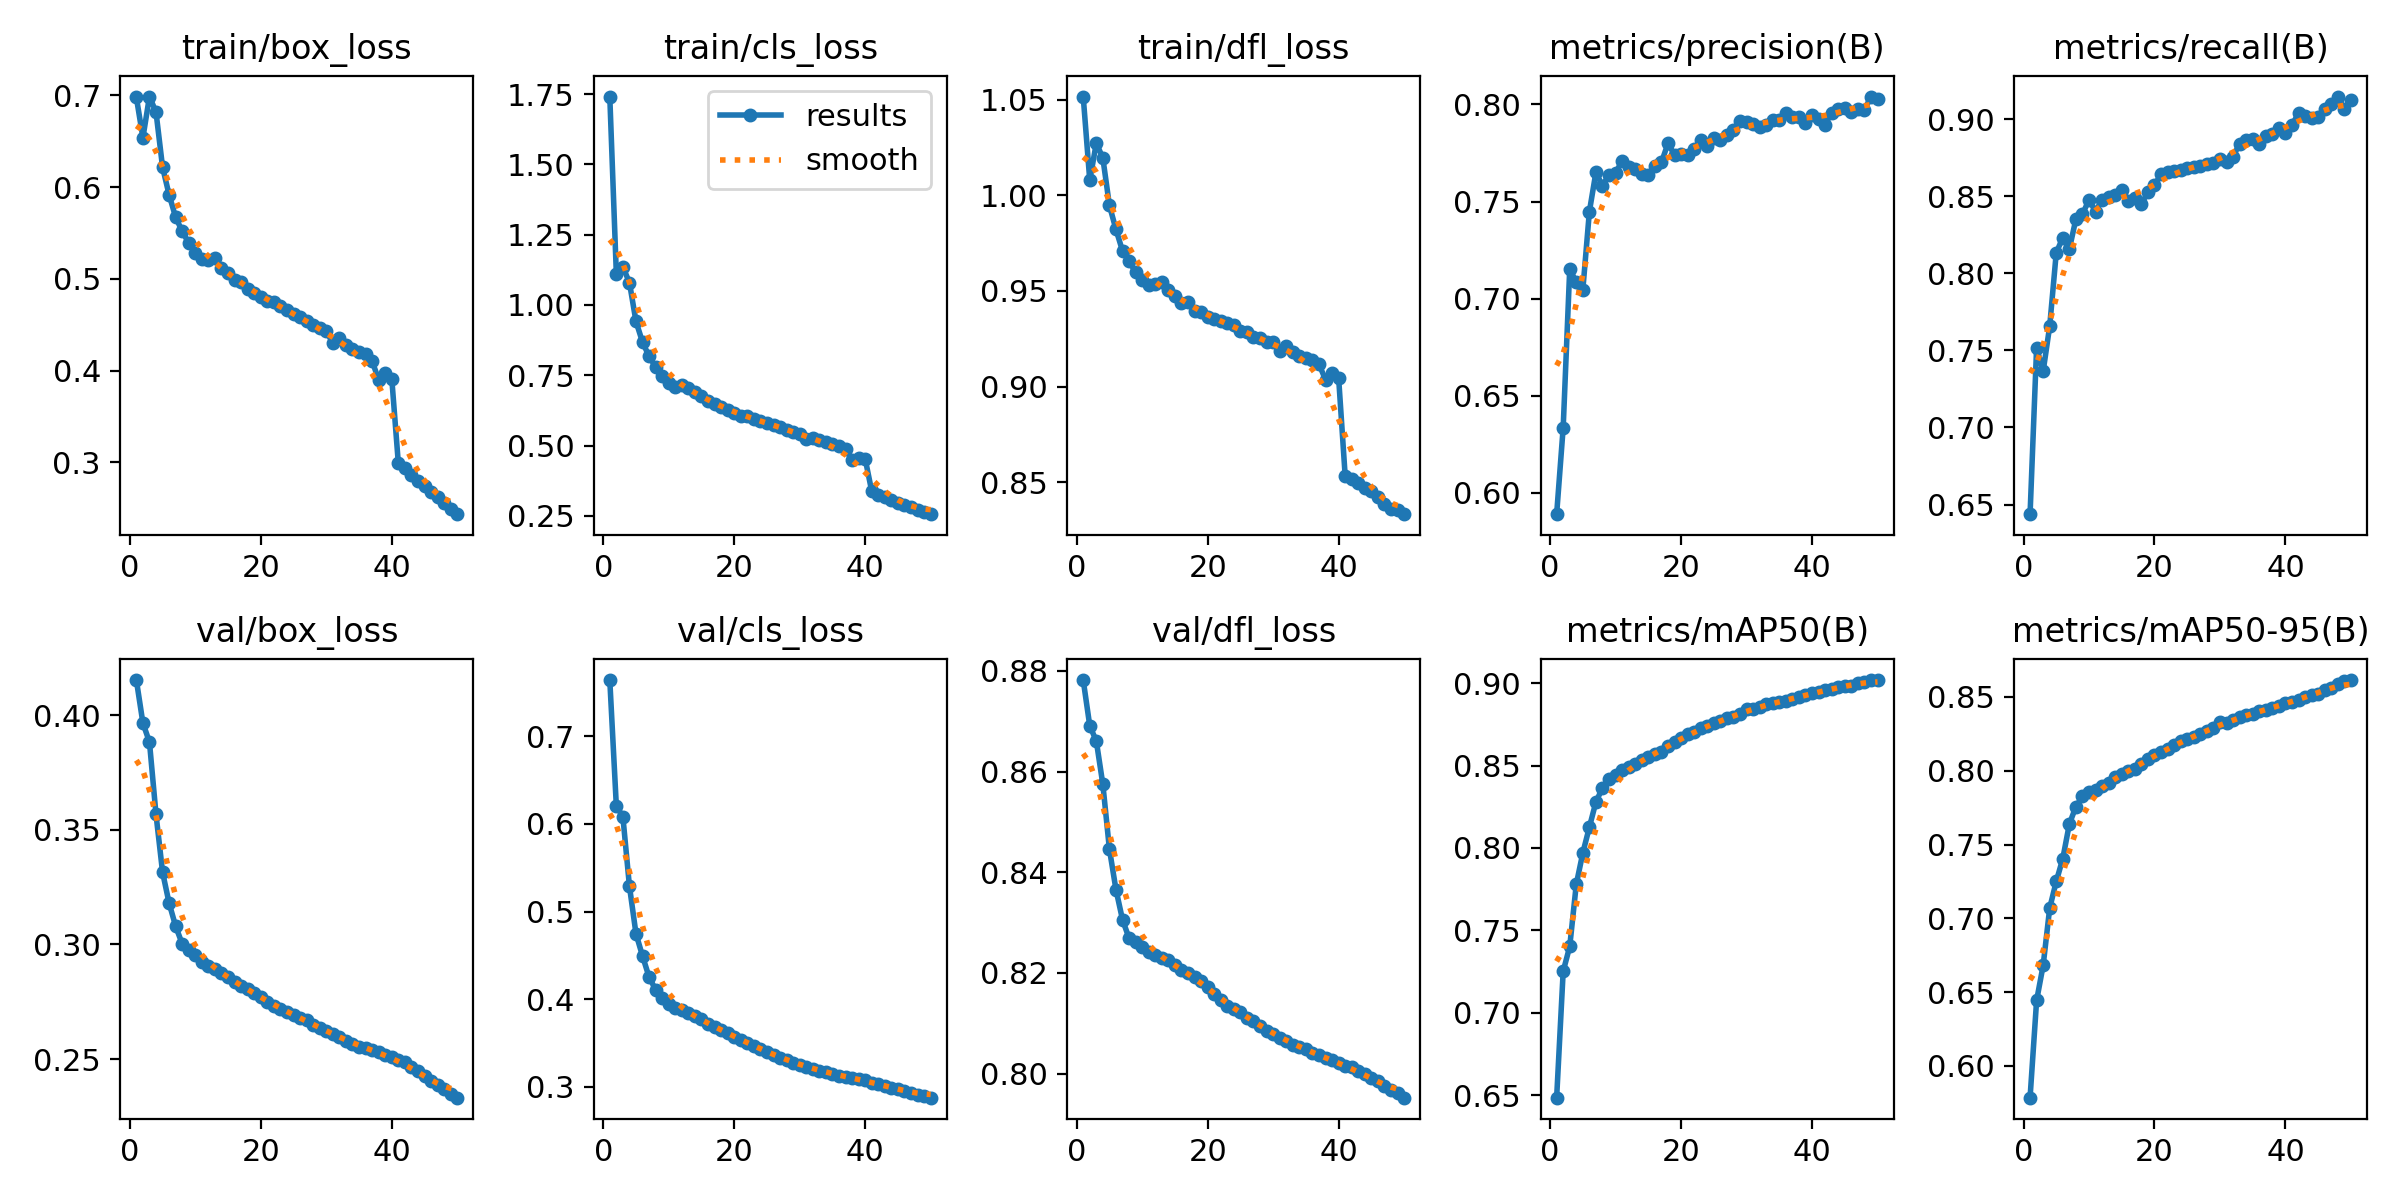 train/box_loss
0.7
0.6
0.5
0.4
0.3
0 20 40
train/cls_loss
results
smooth
1.75
1.50
1.25
1.00
0.75
0.50
0.25
0 20 40
train/dfl_loss
1.05
1.00
0.95
0.90
0.85
0 20 40
metrics/precision(B)
0.80
0.75
0.70
0.65
0.60
0 20 40
metrics/recall(B)
0.90
0.85
0.80
0.75
0.70
0.65
0 20 40
val/box_loss
0.40
0.35
0.30
0.25
0 20 40
val/cls_loss
0.7
0.6
0.5
0.4
0.3
0 20 40
val/dfl_loss
0.88
0.86
0.84
0.82
0.80
0 20 40
metrics/mAP50(B)
0.90
0.85
0.80
0.75
0.70
0.65
0 20 40
metrics/mAP50-95(B)
0.85
0.80
0.75
0.70
0.65
0.60
0 20 40